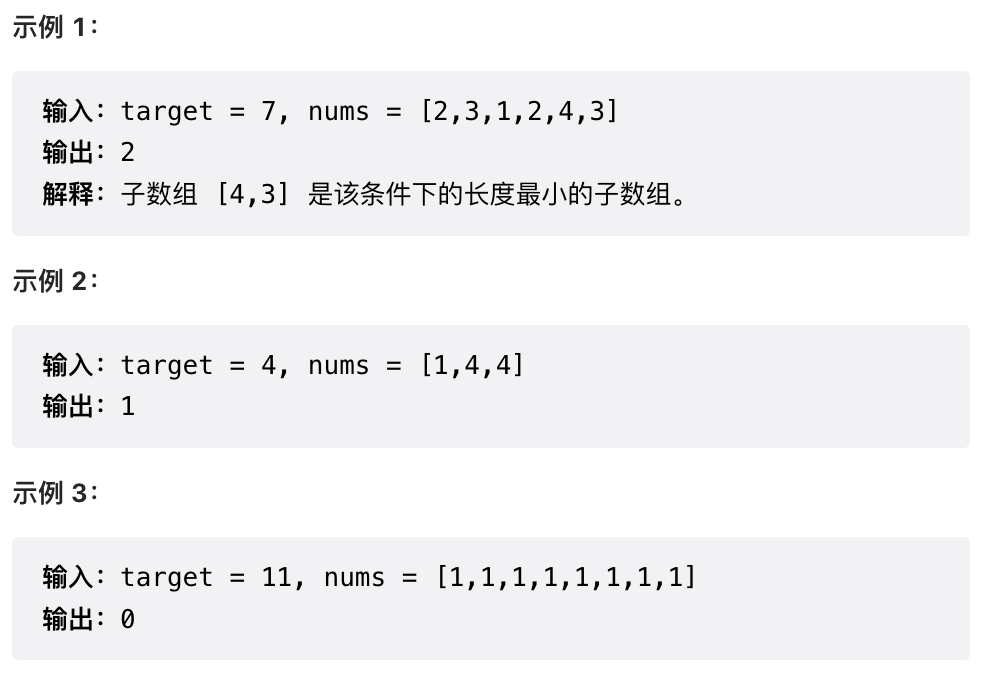 示例 1：
输入：target = 7, nums = [2,3,1,2,4,3]
输出：2
解释：子数组 [4,3] 是该条件下的长度最小的子数组。
示例 2：
输入：target = 4, nums = [1,4,4]
输出：1
示例 3：
输入：target = 11, nums = [1,1,1,1,1,1,1,1]
输出：0